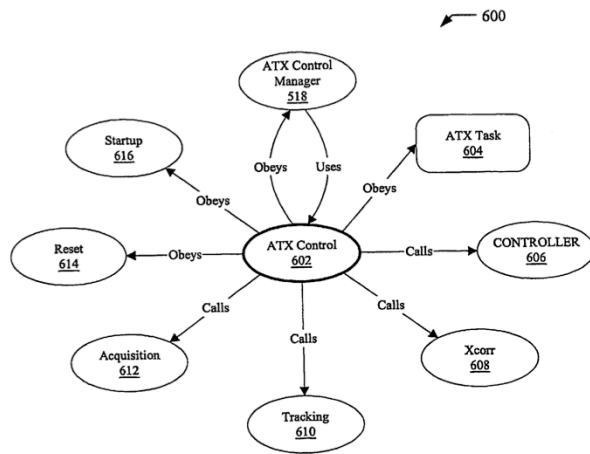 600
ATX Control
Manager
518
Startup
616
ATX Task
604
Obeys
Uses
Obeys
Obeys
Reset
614
Obeys
ATX Control
602
Calls
CONTROLLER
606
Calls
Calls
Calls
Acquisition
612
Xcorr
608
Tracking
610